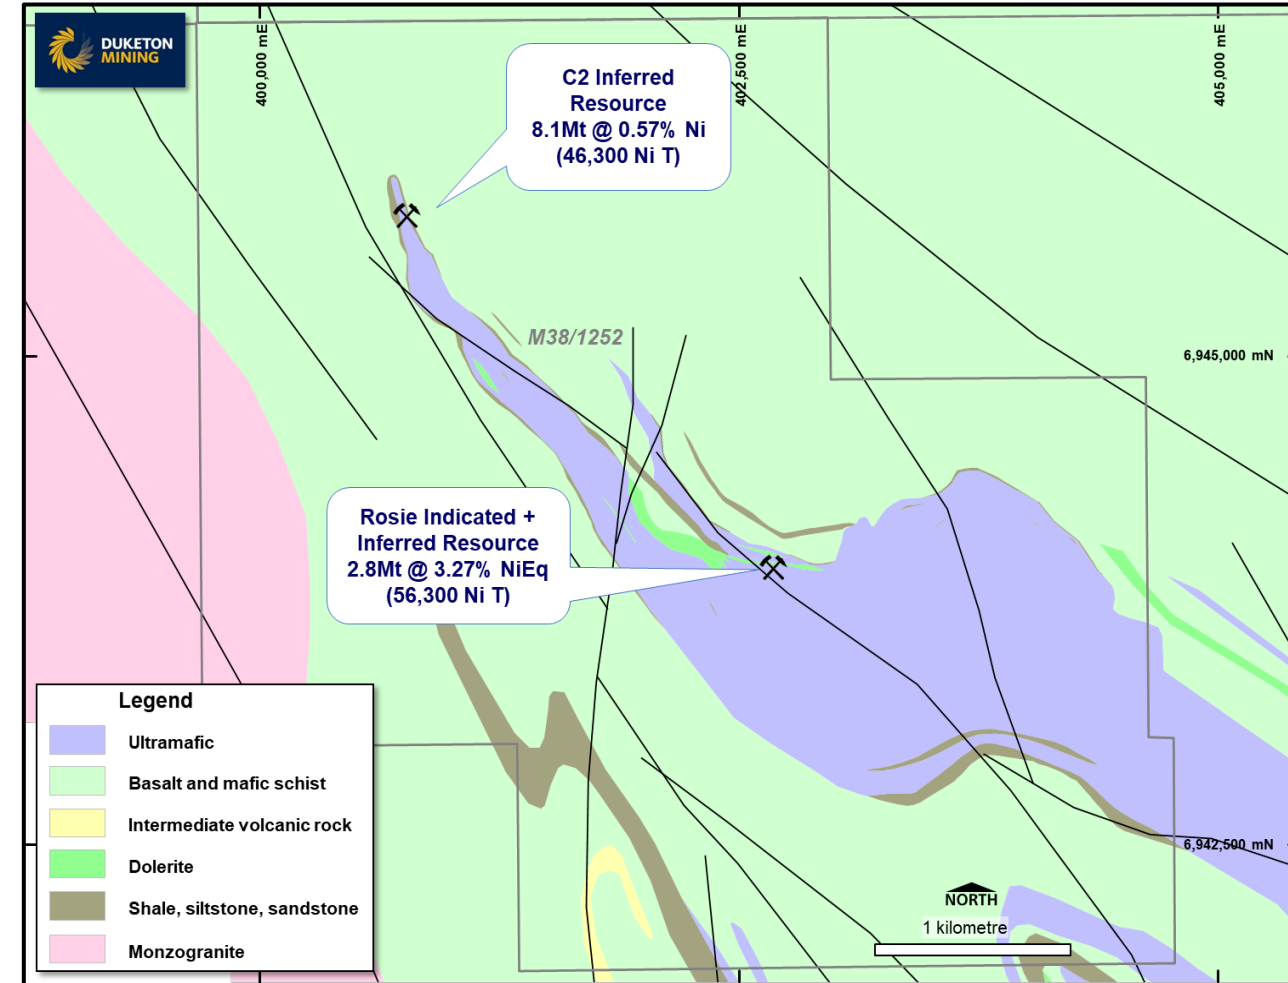 DUKETON
MINING
400,000 mE
402,500 mE
405,000 mE
C2 Inferred
Resource
8.1Mt @ 0.57% Ni
(46,300 Ni T)
M38/1252
6,945,000 mN
Rosie Indicated +
Inferred Resource
2.8Mt @ 3.27% NiEq
(56,300 Ni T)
6,942,500 mN
Legend
Ultramafic
Basalt and mafic schist
Intermediate volcanic rock
Dolerite
Shale, siltstone, sandstone
Monzogranite
NORTH
1 kilometre